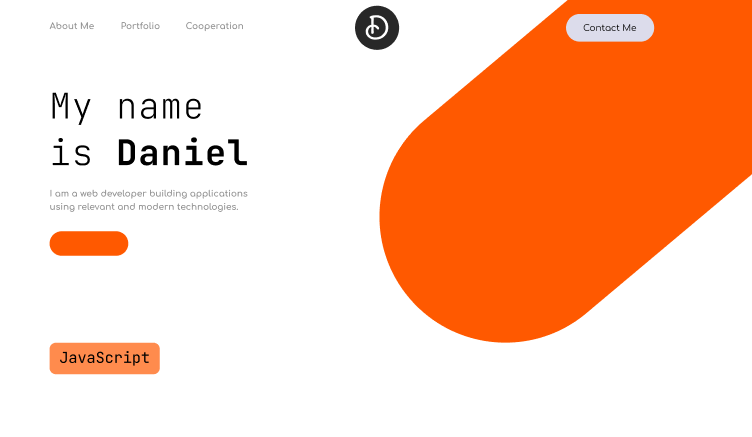 About Me Portfolio Cooperation Contact Me
My name
is Daniel
I am a web developer building applications
using relevant and modern technologies.
JavaScript